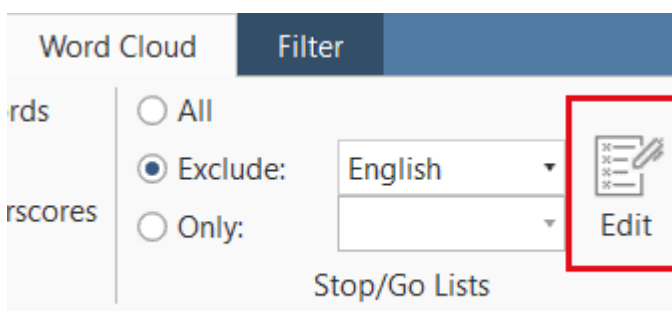 Word Cloud Filter
rds All
Exclude: English
rscores Only: Edit
Stop/Go Lists